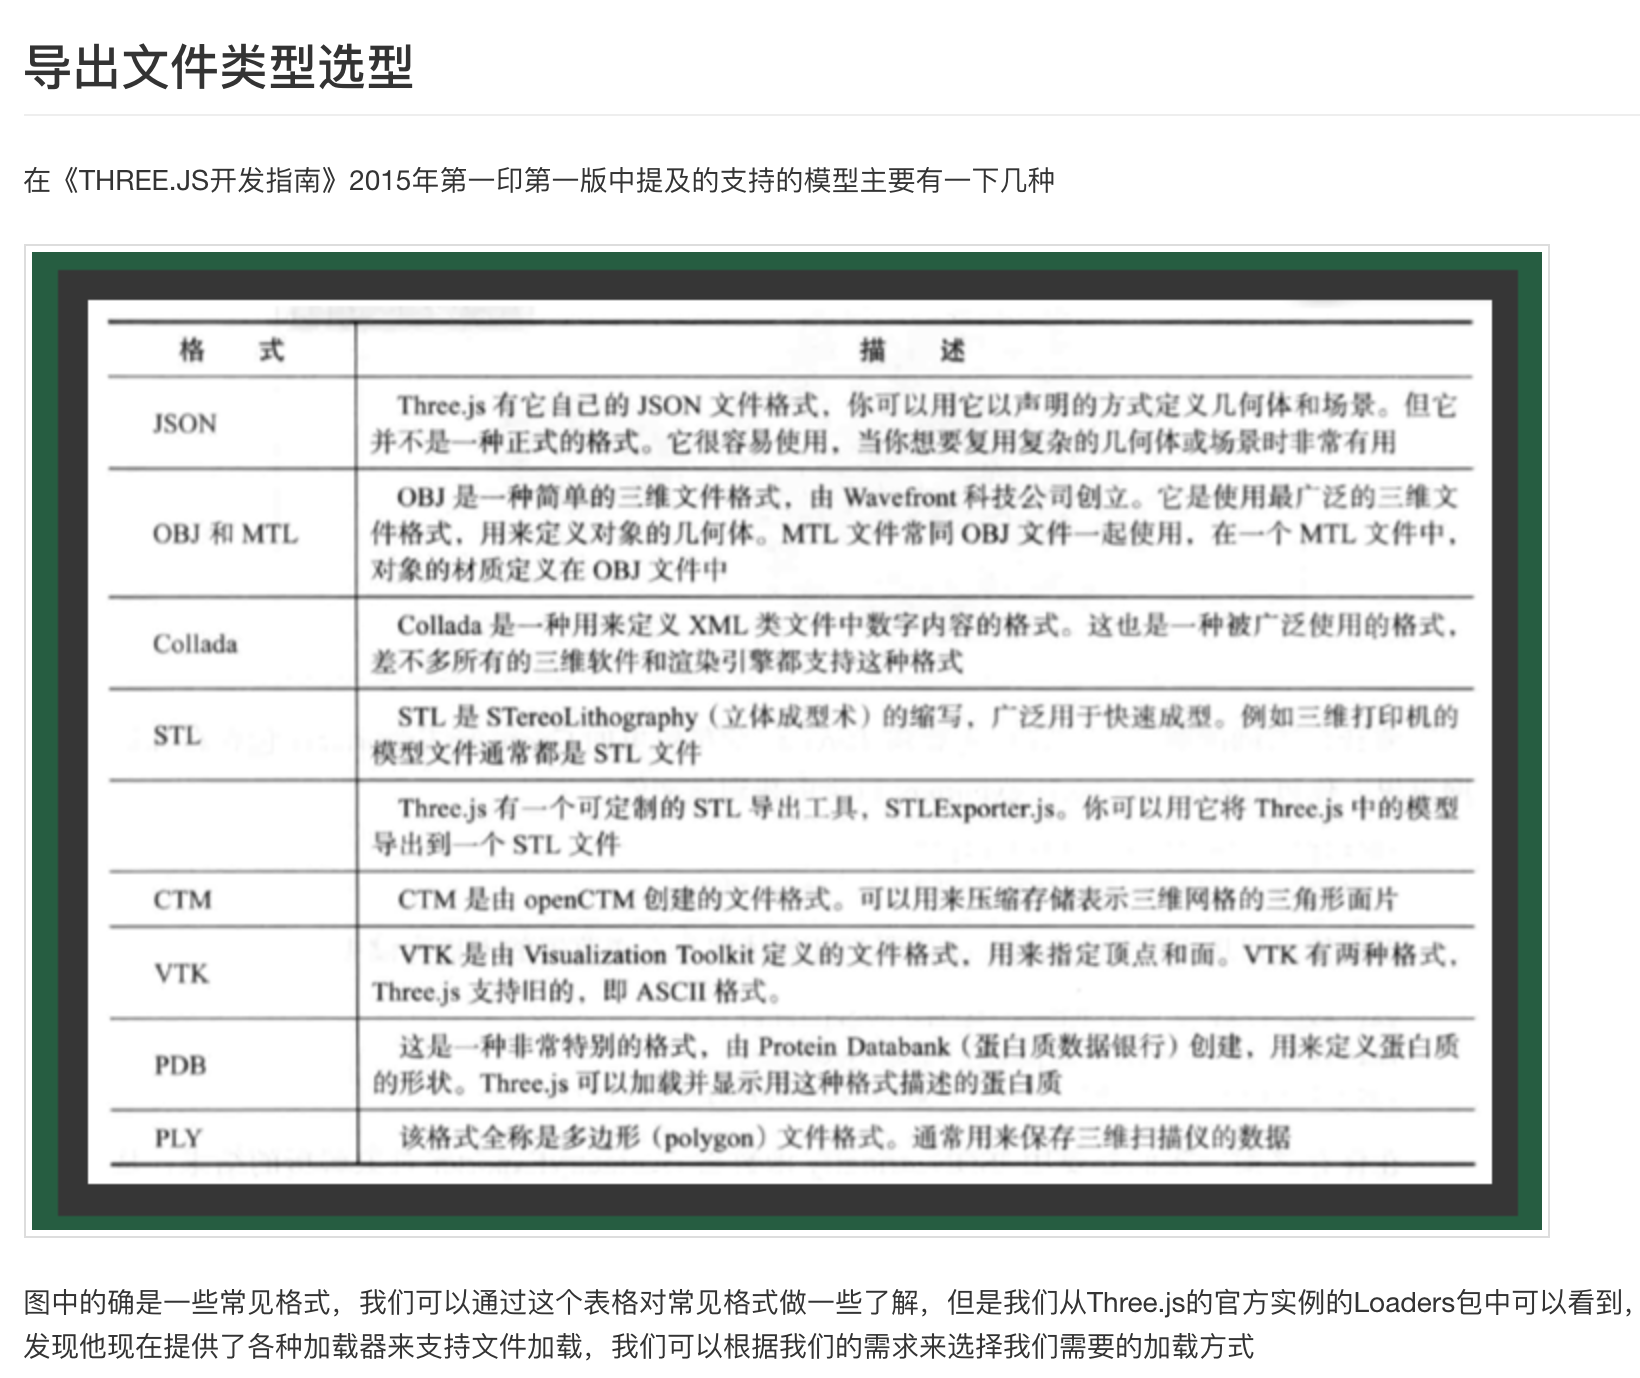 导出文件类型选型
在《THREE.JS开发指南》2015年第一印第一版中提及的支持的模型主要有一下几种
格 式 描 述
JSON
Three.js 有它自己的 JSON 文件格式，你可以用它以声明的方式定义几何体和场景。但它
并不是一种正式的格式。它很容易使用，当你想要复用复杂的几何体或场景时非常有用
OBJ 和 MTL
OBJ 是一种简单的三维文件格式，由 Wavefront 科技公司创立。它是使用最广泛的三维文
件格式，用来定义对象的几何体。MTL 文件常同 OBJ 文件一起使用，在一个 MTL 文件中，
对象的材质定义在 OBJ 文件中
Collada
Collada 是一种用来定义 XML 类文件中数字内容的格式。这也是一种被广泛使用的格式，
差不多所有的三维软件和渲染引擎都支持这种格式
STL
STL 是 STereoLithography（立体成型术）的缩写，广泛用于快速成型。例如三维打印机的
模型文件通常都是 STL 文件
Three.js 有一个可定制的 STL 导出工具，STLExporter.js。你可以用它将 Three.js 中的模型
导出到一个 STL 文件
CTM
CTM 是由 openCTM 创建的文件格式。可以用来压缩存储表示三维网格的三角形面片
VTK
VTK 是由 Visualization Toolkit 定义的文件格式，用来指定顶点和面。VTK 有两种格式，
Three.js 支持旧的，即 ASCII 格式。
PDB
这是一种非常特别的格式，由 Protein Databank（蛋白质数据银行）创建，用来定义蛋白质
的形状。Three.js 可以加载并显示用这种格式描述的蛋白质
PLY
该格式全称是多边形（polygon）文件格式。通常用来保存三维扫描仪的数据
图中的确是一些常见格式，我们可以通过这个表格对常见格式做一些了解，但是我们从Three.js的官方实例的Loaders包中可以看到，
发现他现在提供了各种加载器来支持文件加载，我们可以根据我们的需求来选择我们需要的加载方式